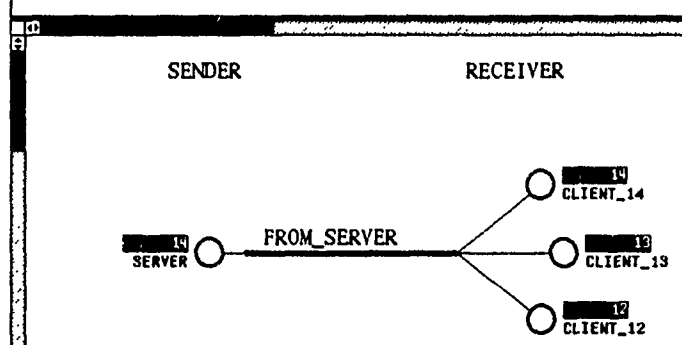 SENDER RECEIVER
14
CLIENT_14
FROM_SERVER
14
SERVER
13
CLIENT_13
12
CLIENT_12